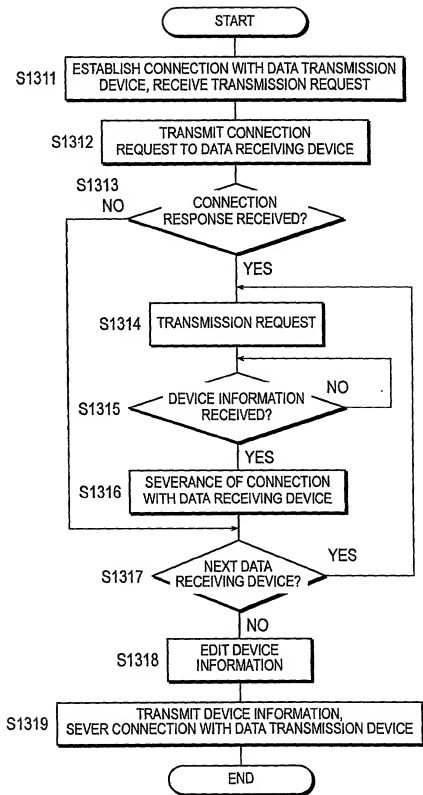 START
S1311
ESTABLISH CONNECTION WITH DATA TRANSMISSION
DEVICE, RECEIVE TRANSMISSION REQUEST
S1312
TRANSMIT CONNECTION
REQUEST TO DATA RECEIVING DEVICE
S1313
NO
CONNECTION
RESPONSE RECEIVED?
YES
S1314
TRANSMISSION REQUEST
S1315
DEVICE INFORMATION
RECEIVED?
NO
YES
S1316
SEVERANCE OF CONNECTION
WITH DATA RECEIVING DEVICE
S1317
NEXT DATA
RECEIVING DEVICE?
YES
NO
S1318
EDIT DEVICE
INFORMATION
S1319
TRANSMIT DEVICE INFORMATION,
SEVER CONNECTION WITH DATA TRANSMISSION DEVICE
END